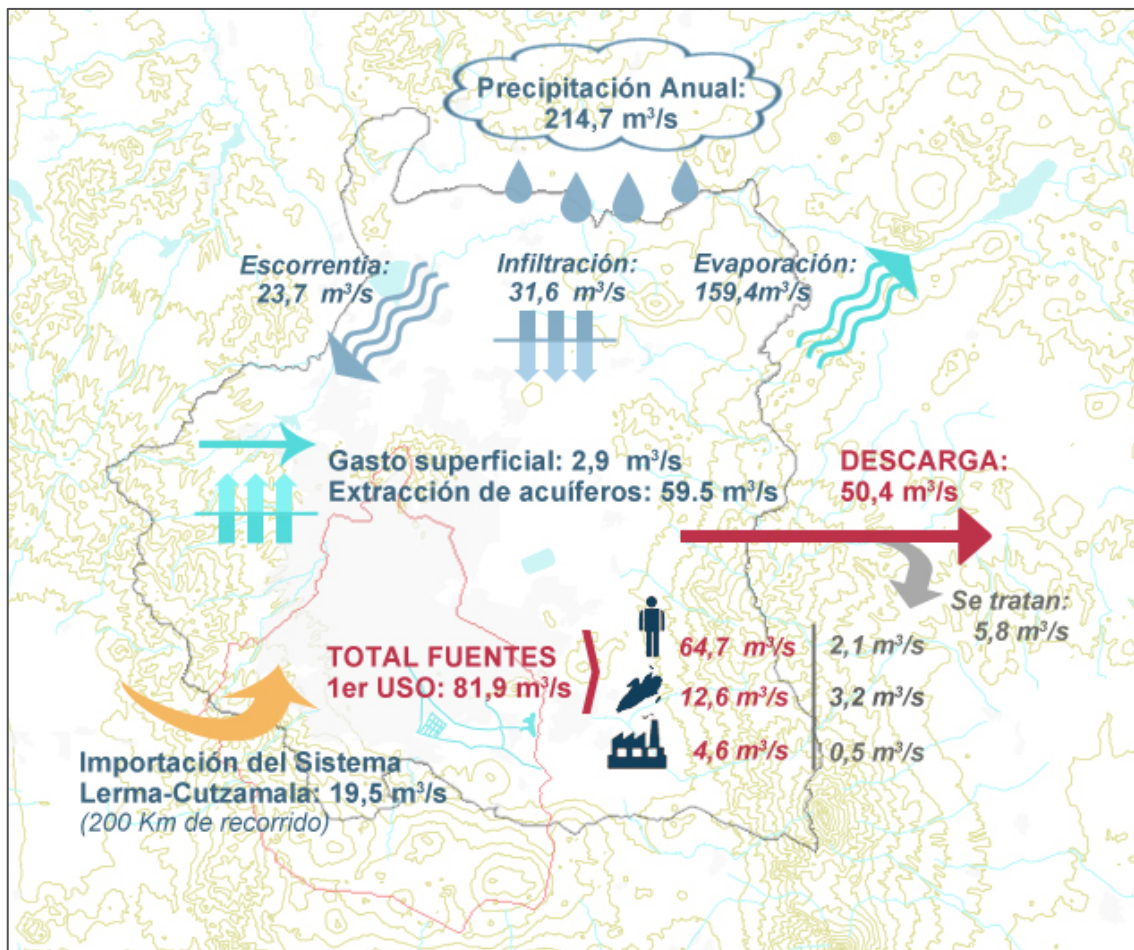 Precipitación Anual:
214,7 m³/s
Escorrentía:
23,7 m³/s
Infiltración:
31,6 m³/s
Evaporación:
159,4m³/s
Gasto superficial: 2,9 m³/s
Extracción de acuíferos: 59.5 m³/s
DESCARGA:
50,4 m³/s
Se tratan:
5,8 m³/s
TOTAL FUENTES
1er USO: 81,9 m³/s
64,7 m³/s
2,1 m³/s
12,6 m³/s
3,2 m³/s
4,6 m³/s
0,5 m³/s
Importación del Sistema
Lerma-Cutzamala: 19,5 m³/s
(200 Km de recorrido)